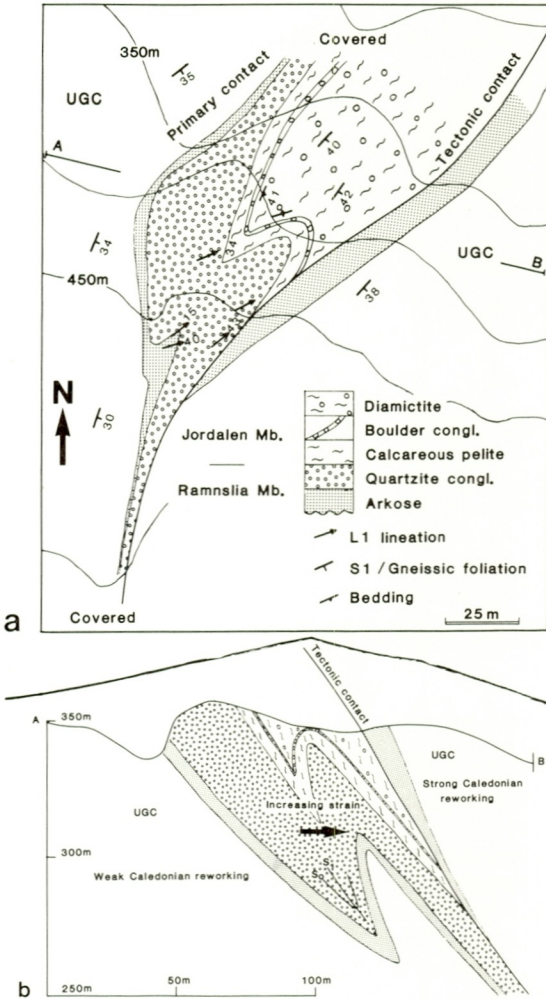 a
350m
Covered
35
UGC
Primary contact
Tectonic contact
A
40
41
42
34
34
UGC
B
450m
15
38
40
N
30
Jordalen Mb.
Ramnslia Mb.
Diamictite
Boulder congl.
Calcareous pelite
Quartzite congl.
Arkose
L1 lineation
S1 / Gneissic foliation
Bedding
25 m
Covered
b
Tectonic contact
A
350m
UGC
B
Strong Caledonian
reworking
UGC
Increasing strain
300m
Weak Caledonian reworking
250m
50m
100m